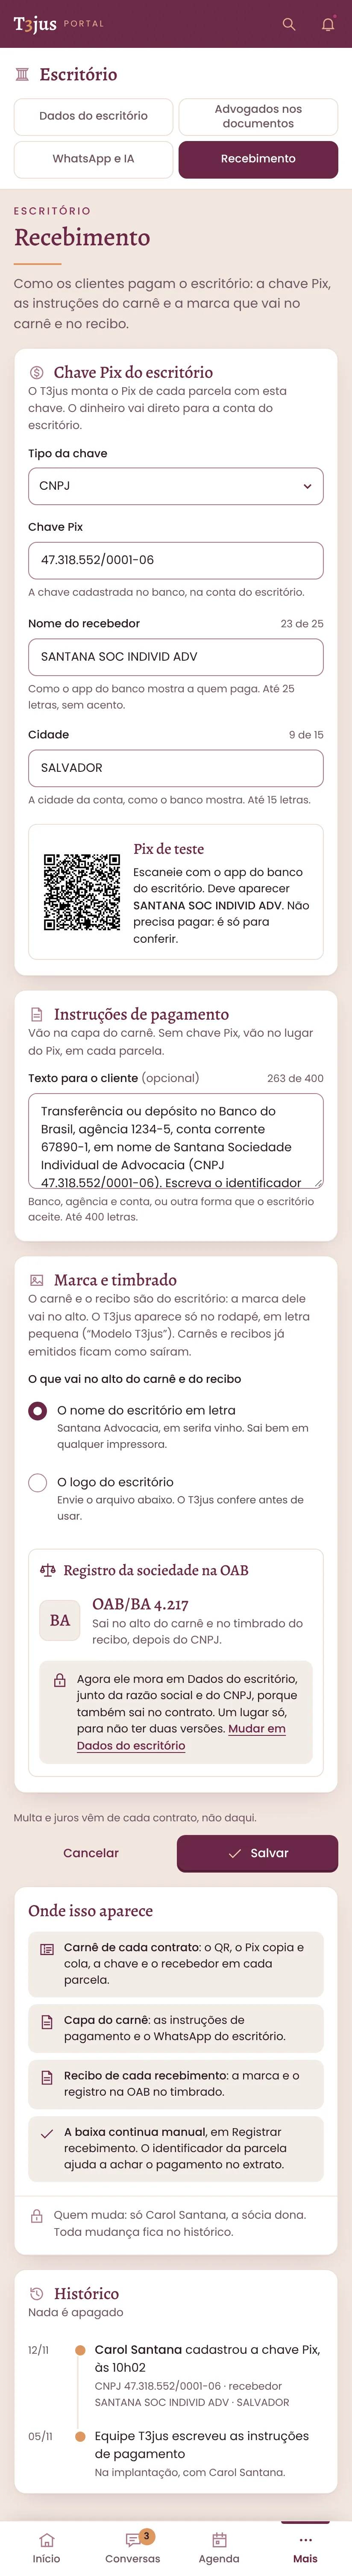 T3jus PORTAL
Escritório
Dados do escritório
Advogados nos
documentos
WhatsApp e IA
Recebimento
ESCRITÓRIO
Recebimento
Como os clientes pagam o escritório: a chave Pix,
as instruções do carnê e a marca que vai no
carnê e no recibo.
Chave Pix do escritório
O T3jus monta o Pix de cada parcela com esta
chave. O dinheiro vai direto para a conta do
escritório.
Tipo da chave
CNPJ
Chave Pix
47.318.552/0001-06
A chave cadastrada no banco, na conta do escritório.
Nome do recebedor 23 de 25
SANTANA SOC INDIVID ADV
Como o app do banco mostra a quem paga. Até 25
letras, sem acento.
Cidade 9 de 15
SALVADOR
A cidade da conta, como o banco mostra. Até 15 letras.
Pix de teste
Escaneie com o app do banco
do escritório. Deve aparecer
SANTANA SOC INDIVID ADV. Não
precisa pagar: é só para
conferir.
Instruções de pagamento
Vão na capa do carnê. Sem chave Pix, vão no lugar
do Pix, em cada parcela.
Texto para o cliente (opcional) 263 de 400
Transferência ou depósito no Banco do
Brasil, agência 1234-5, conta corrente
67890-1, em nome de Santana Sociedade
Individual de Advocacia (CNPJ
47.318.552/0001-06). Escreva o identificador
Banco, agência e conta, ou outra forma que o escritório
aceite. Até 400 letras.
Marca e timbrado
O carnê e o recibo são do escritório: a marca dele
vai no alto. O T3jus aparece só no rodapé, em letra
pequena (“Modelo T3jus”). Carnês e recibos já
emitidos ficam como saíram.
O que vai no alto do carnê e do recibo
O nome do escritório em letra
Santana Advocacia, em serifa vinho. Sai bem em
qualquer impressora.
O logo do escritório
Envie o arquivo abaixo. O T3jus confere antes de
usar.
Registro da sociedade na OAB
BA
OAB/BA 4.217
Sai no alto do carnê e no timbrado do
recibo, depois do CNPJ.
Agora ele mora em Dados do escritório,
junto da razão social e do CNPJ, porque
também sai no contrato. Um lugar só,
para não ter duas versões. Mudar em
Dados do escritório
Multa e juros vêm de cada contrato, não daqui.
Cancelar
Salvar
Onde isso aparece
Carnê de cada contrato: o QR, o Pix copia e
cola, a chave e o recebedor em cada
parcela.
Capa do carnê: as instruções de
pagamento e o WhatsApp do escritório.
Recibo de cada recebimento: a marca e o
registro na OAB no timbrado.
A baixa continua manual, em Registrar
recebimento. O identificador da parcela
ajuda a achar o pagamento no extrato.
Quem muda: só Carol Santana, a sócia dona.
Toda mudança fica no histórico.
Histórico
Nada é apagado
12/11
Carol Santana cadastrou a chave Pix,
às 10h02
CNPJ 47.318.552/0001-06 · recebedor
SANTANA SOC INDIVID ADV · SALVADOR
05/11
Equipe T3jus escreveu as instruções
de pagamento
Na implantação, com Carol Santana.
3
Início
Conversas
Agenda
Mais